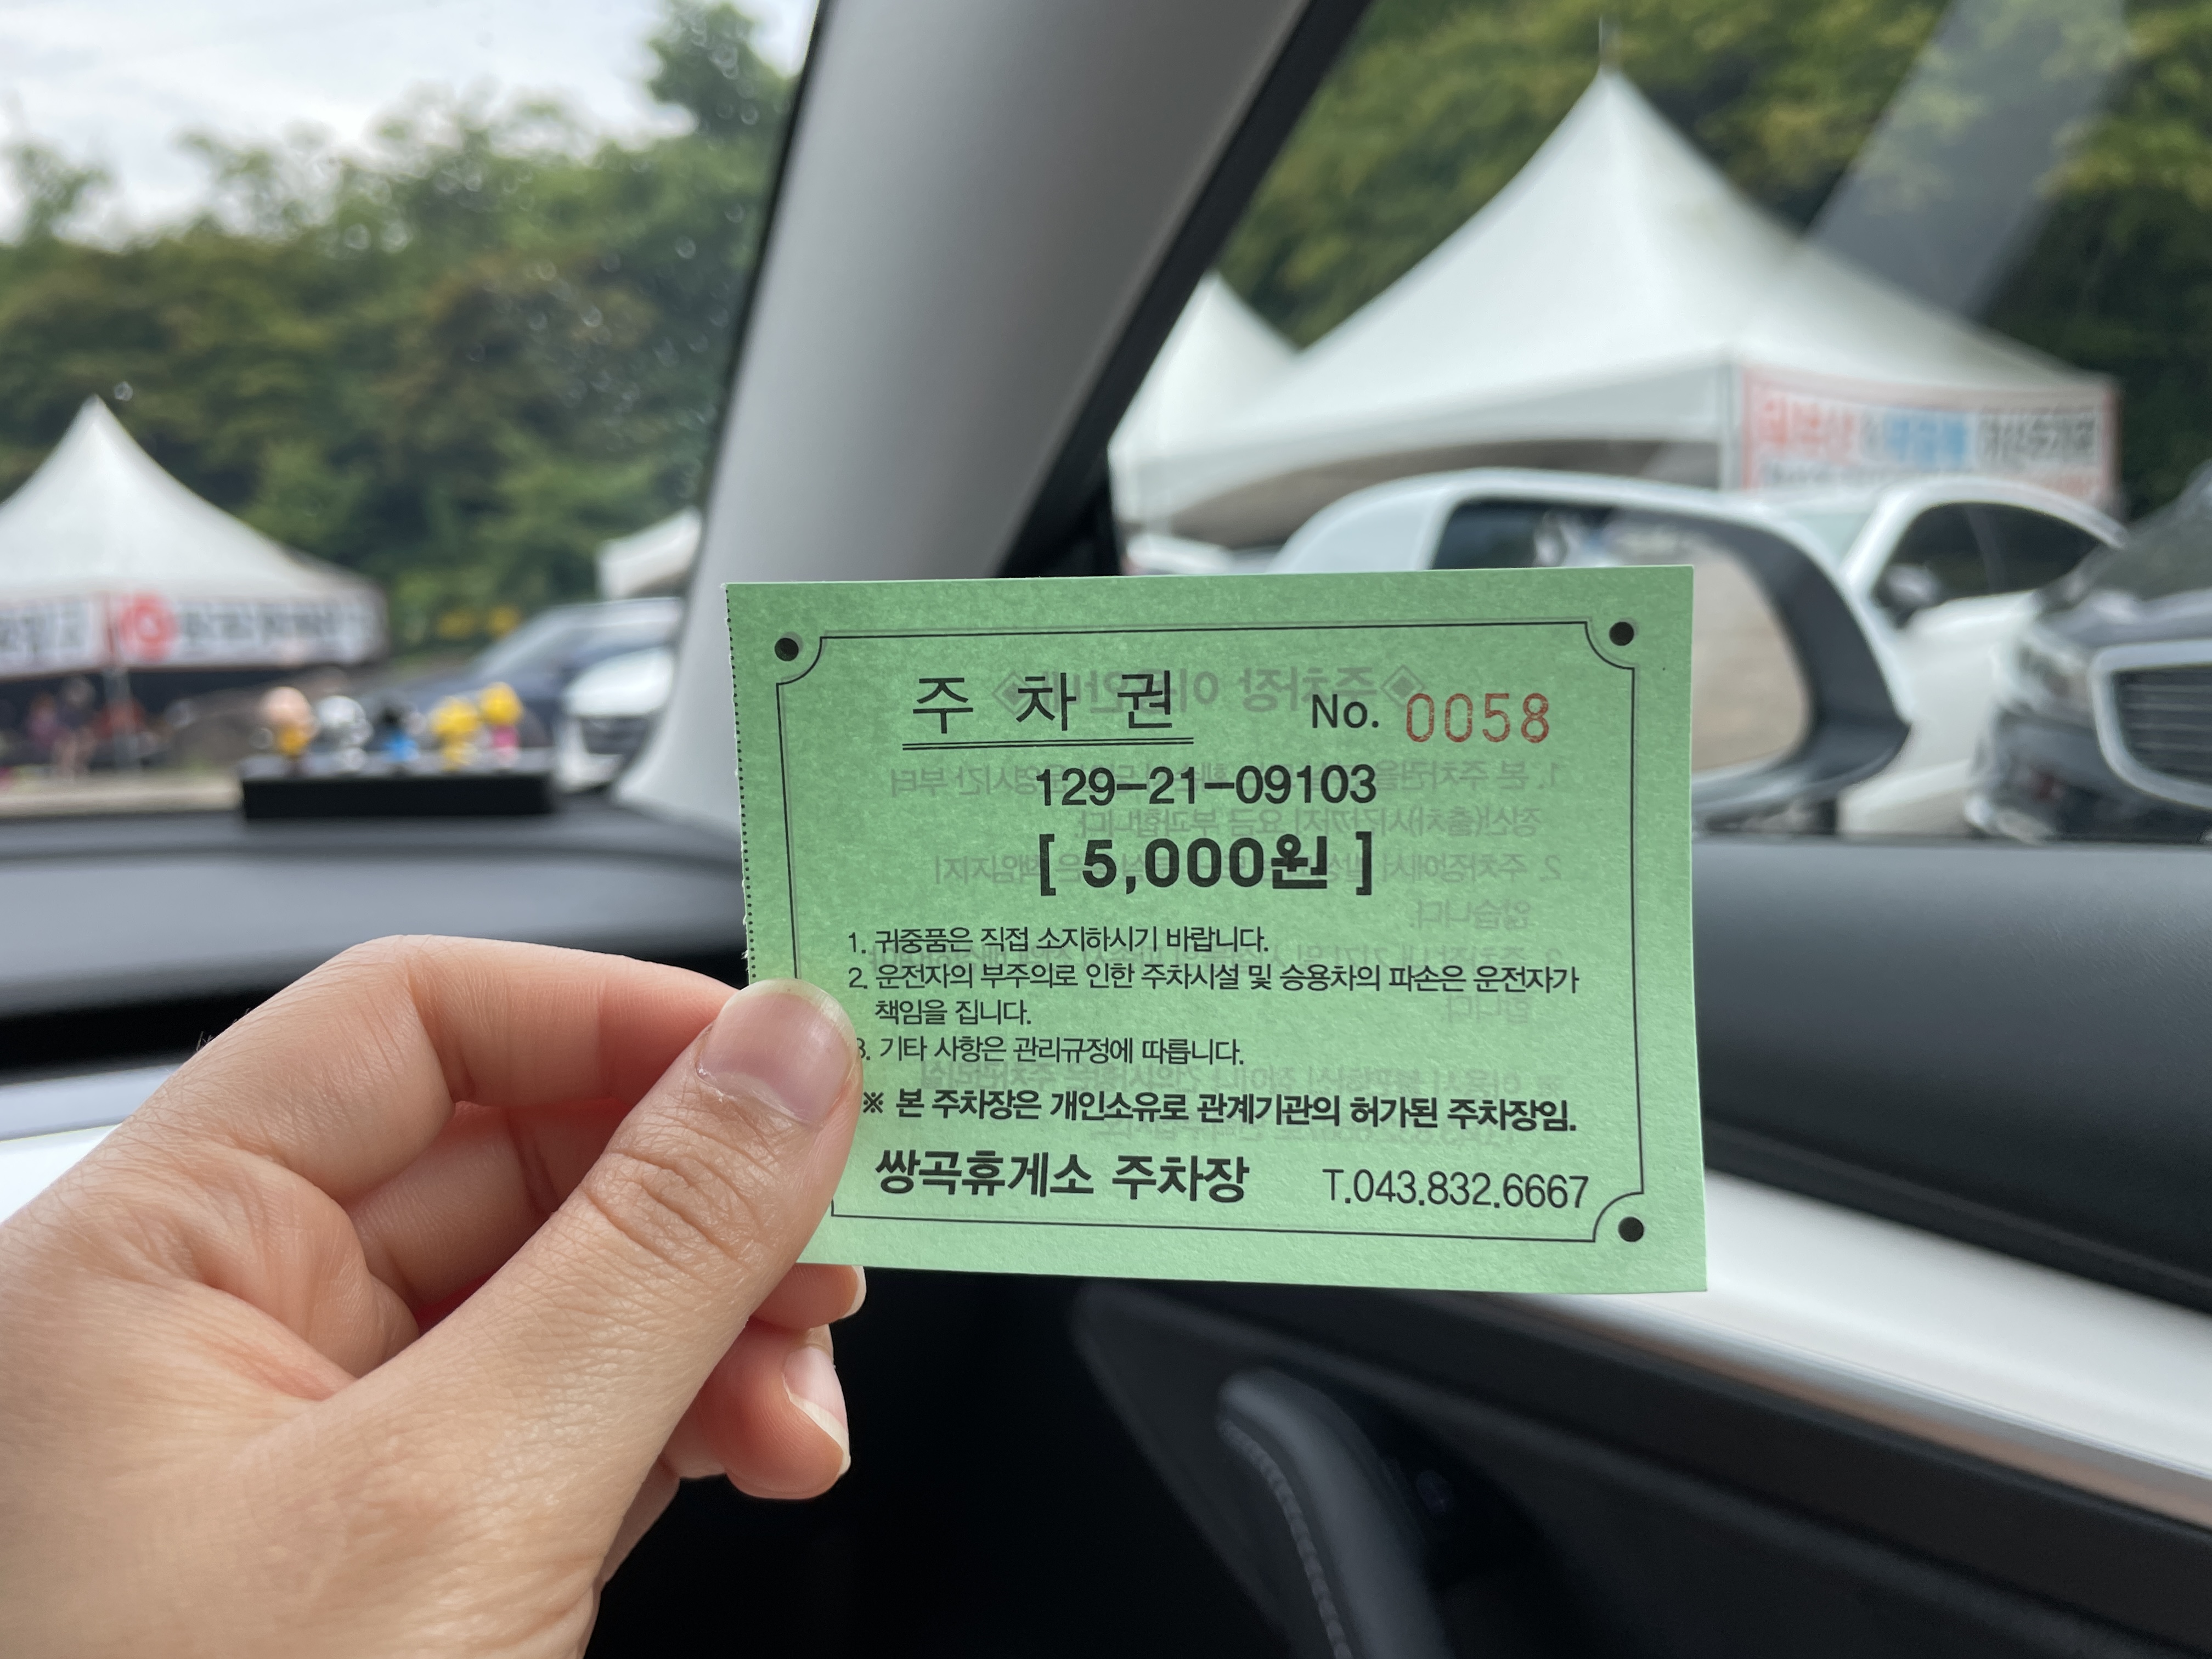 주 차 권 No. 0058
129-21-09103
[ 5,000원 ]
1. 귀중품은 직접 소지하시기 바랍니다.
2. 운전자의 부주의로 인한 주차시설 및 승용차의 파손은 운전자가
책임을 집니다.
3. 기타 사항은 관리규정에 따릅니다.
※ 본 주차장은 개인소유로 관계기관의 허가된 주차장임.
쌍곡휴게소 주차장 T.043.832.6667